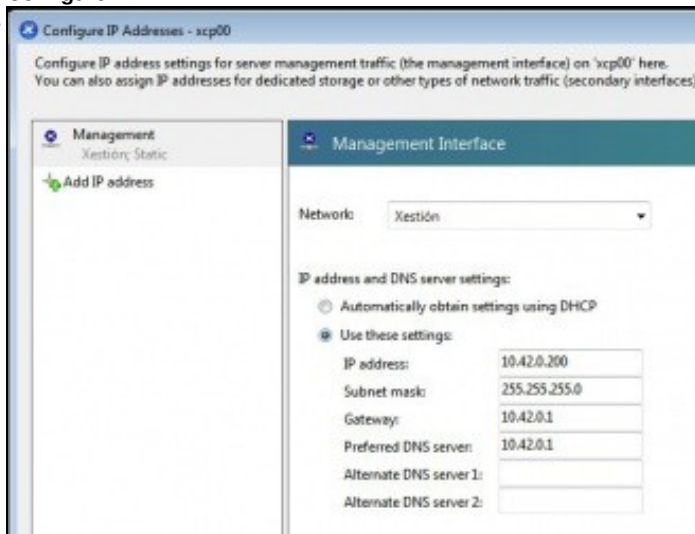 Configure IP Addresses - xcp00
Configure IP address settings for server management traffic (the management interface) on 'xcp00' here.
You can also assign IP addresses for dedicated storage or other types of network traffic (secondary interfaces)
Management
Xestión; Static
Add IP address
Management Interface
Network: Xestión
IP address and DNS server settings:
Automatically obtain settings using DHCP
Use these settings:
IP address: 10.42.0.200
Subnet mask: 255.255.255.0
Gateway: 10.42.0.1
Preferred DNS server: 10.42.0.1
Alternate DNS server 1:
Alternate DNS server 2: